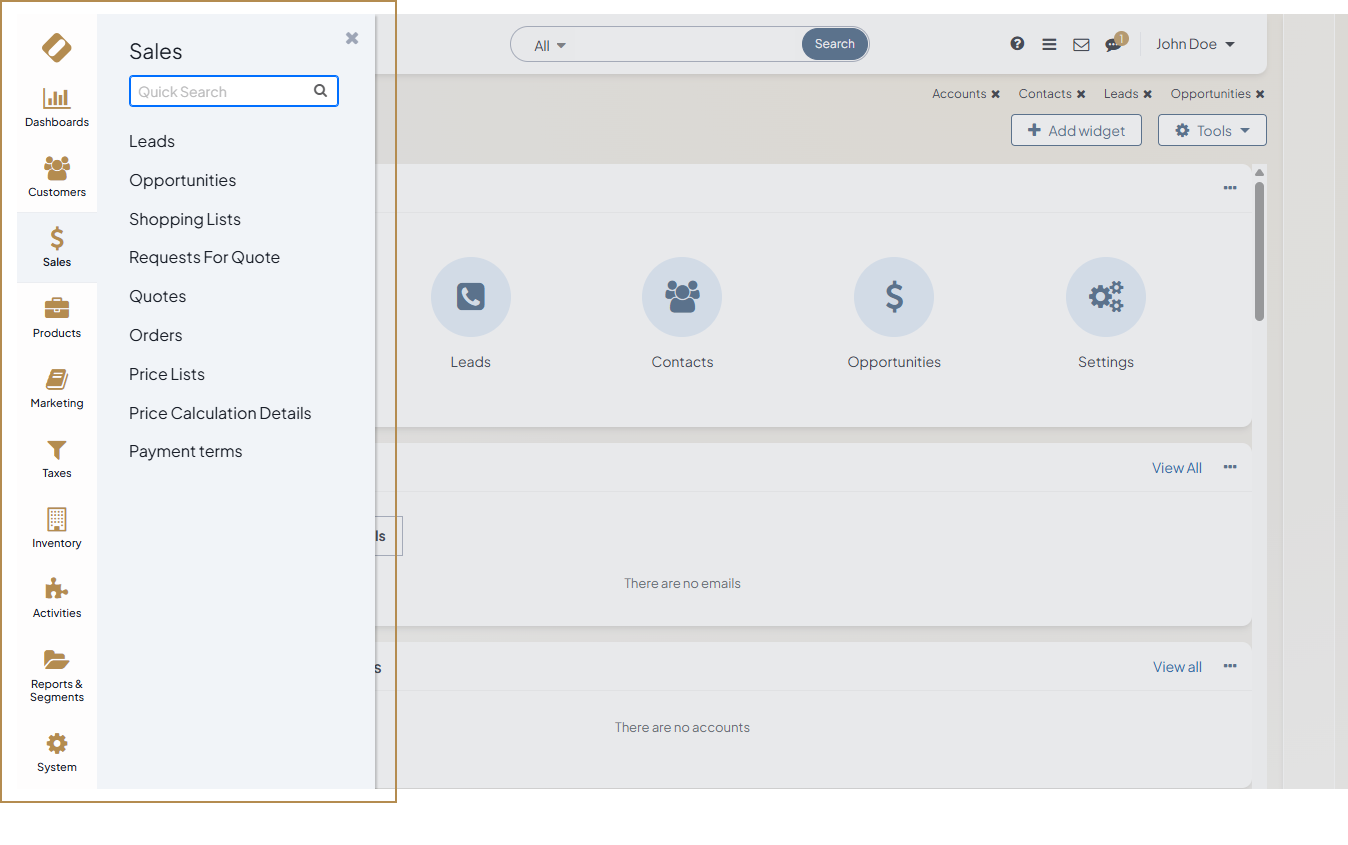 Dashboards
Customers
Sales
Products
Marketing
Taxes
Inventory
Activities
Reports &
Segments
System
Sales
Quick Search
Leads
Opportunities
Shopping Lists
Requests For Quote
Quotes
Orders
Price Lists
Price Calculation Details
Payment terms
All
Search
1
John Doe
Accounts
Contacts
Leads
Opportunities
Add widget
Tools
Leads
Contacts
Opportunities
Settings
View All
ls
There are no emails
s
View all
There are no accounts